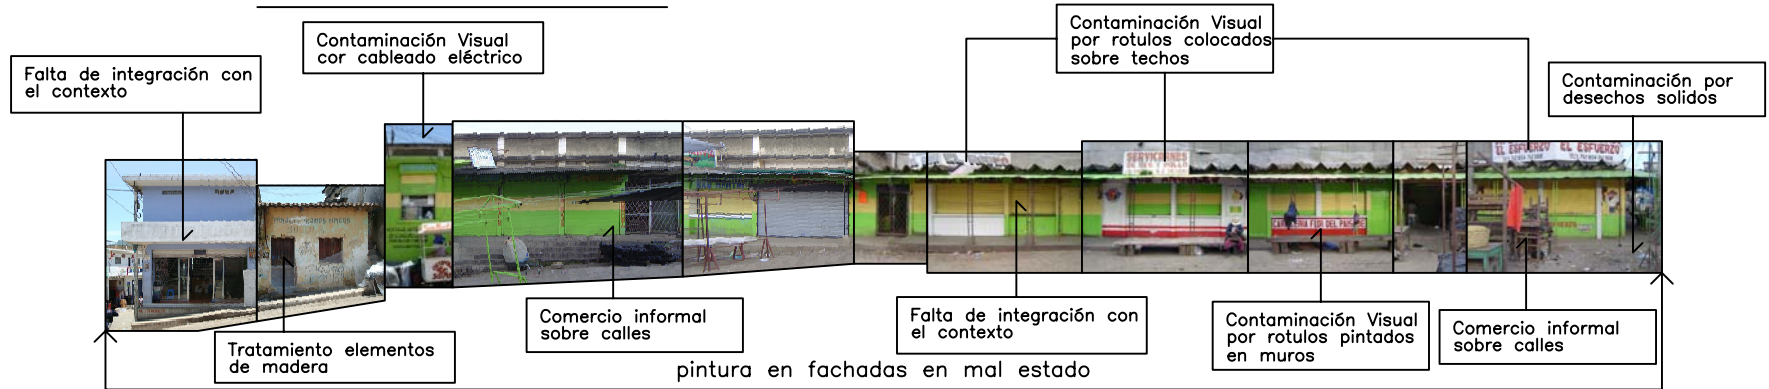 Falta de integración con
el contexto
Contaminación Visual
cor cableado eléctrico
Contaminación Visual
por rotulos colocados
sobre techos
Contaminación por
desechos solidos
EL ESFUERZO EL ESFUERZO
Tratamiento elementos
de madera
Comercio informal
sobre calles
Falta de integración con
el contexto
Contaminación Visual
por rotulos pintados
en muros
Comercio informal
sobre calles
pintura en fachadas en mal estado